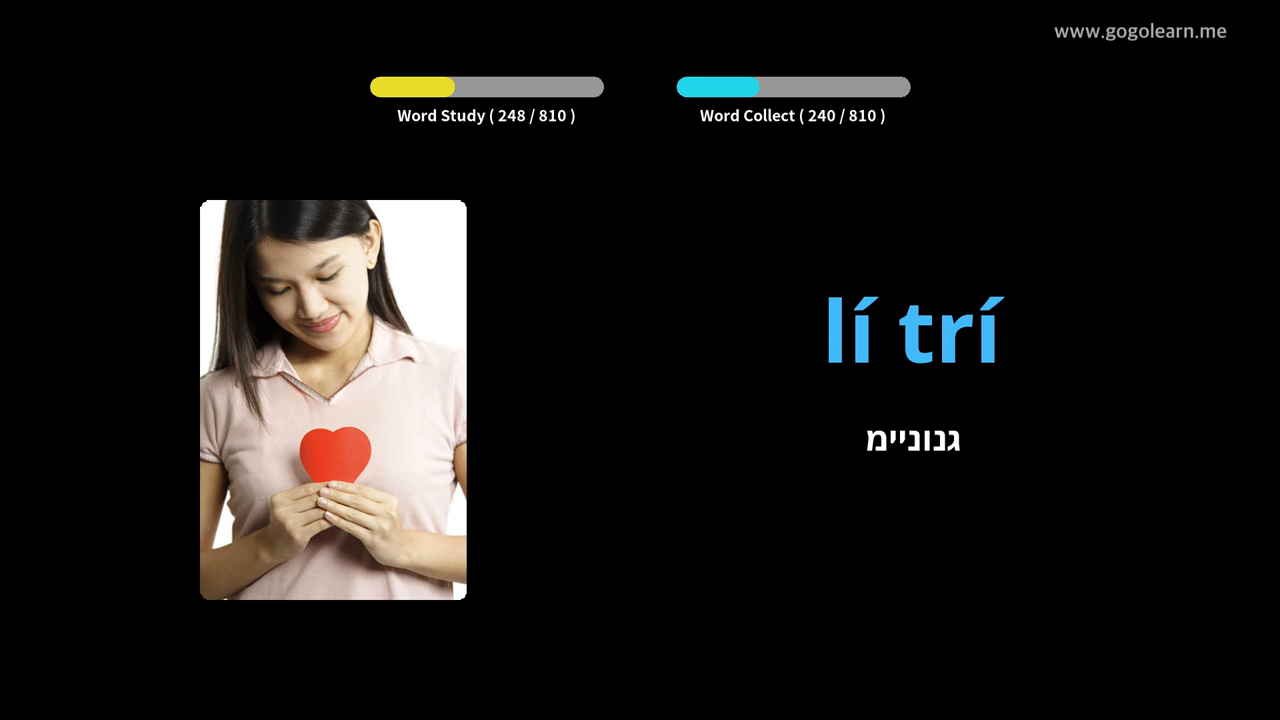 www.gogolearn.me
Word Study ( 248 / 810 )
Word Collect ( 240 / 810 )
lí trí
גנוניימ